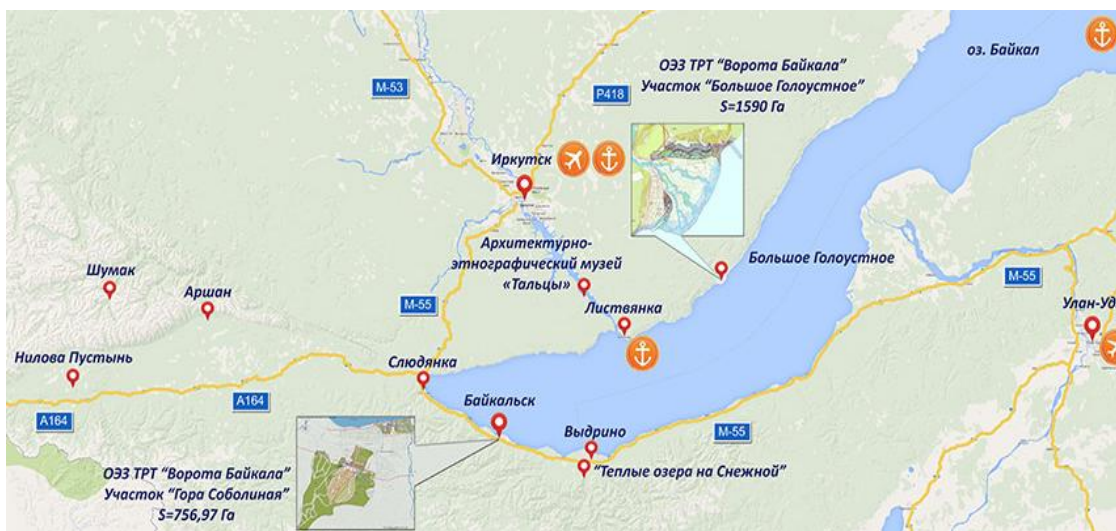 оз. Байкал
ОЭЗ ТРТ “Ворота Байкала”
Участок “Большое Голоустное”
S=1590 Га
М-53
Р418
Иркутск
Архитектурно-
этнографический музей
«Тальцы»
Большое Голоустное
Шумак
Аршан
М-55
М-55
Листвянка
Улан-Уд
Нилова Пустынь
Слюдянка
А164
А164
Байкальск
Выдрино
М-55
“Теплые озера на Снежной”
ОЭЗ ТРТ “Ворота Байкала”
Участок “Гора Соболиная”
S=756,97 Га